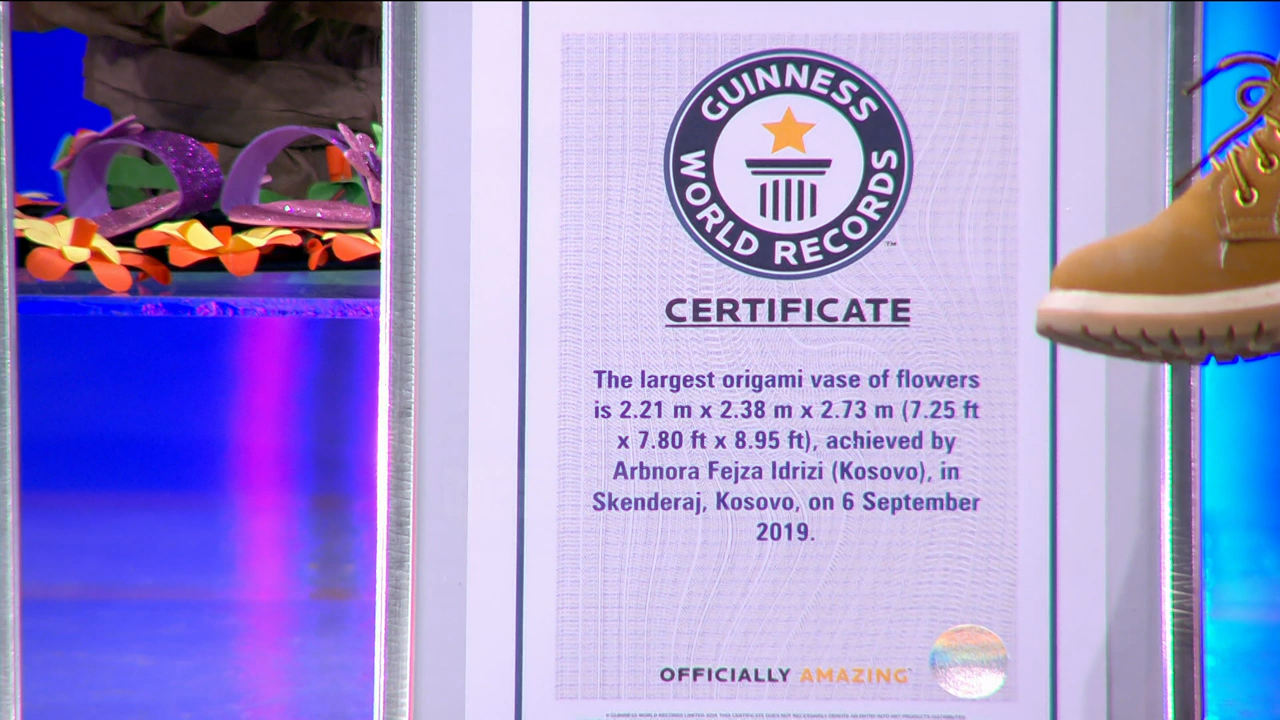 GUINNESS
WORLD RECORDS
™
CERTIFICATE
The largest origami vase of flowers
is 2.21 m x 2.38 m x 2.73 m (7.25 ft
x 7.80 ft x 8.95 ft), achieved by
Arbnora Fejza Idrizi (Kosovo), in
Skenderaj, Kosovo, on 6 September
2019.
OFFICIALLY AMAZING